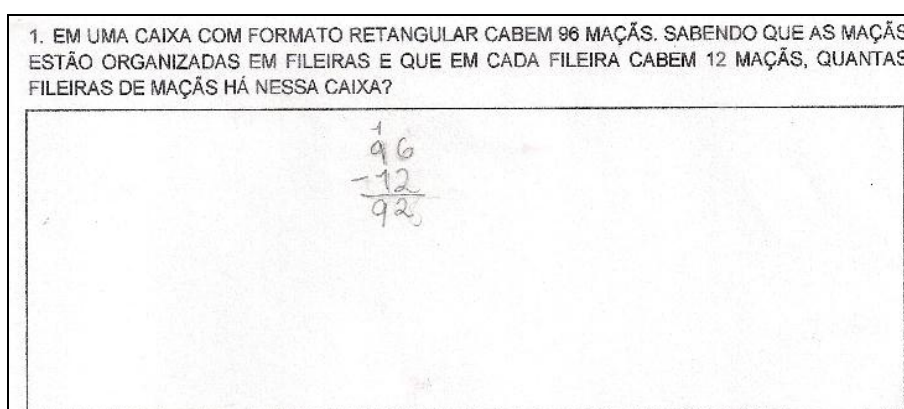 1. EM UMA CAIXA COM FORMATO RETANGULAR CABEM 96 MAÇÃS. SABENDO QUE AS MAÇÃS
ESTÃO ORGANIZADAS EM FILEIRAS E QUE EM CADA FILEIRA CABEM 12 MAÇÃS, QUANTAS
FILEIRAS DE MAÇÃS HÁ NESSA CAIXA?
1
96
-12
92